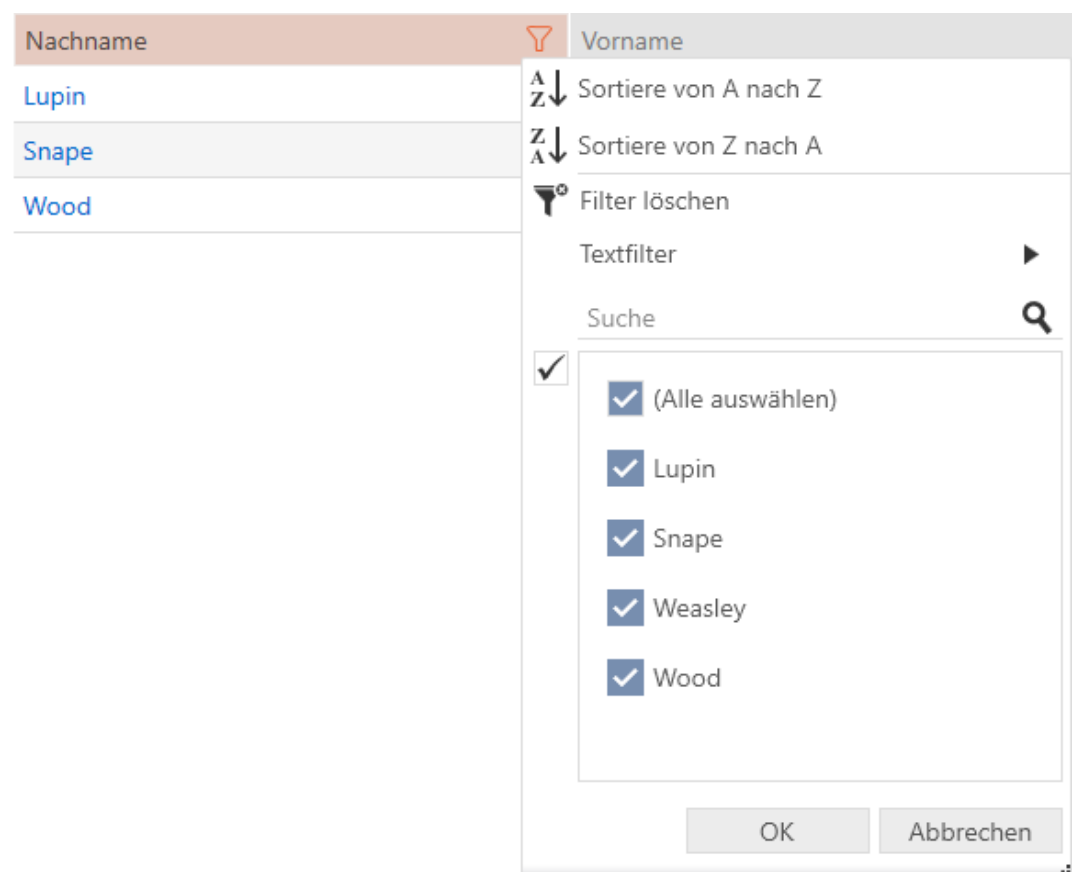 Nachname Vorname
Lupin
Snape
Wood
A
Z Sortiere von A nach Z
Z
A Sortiere von Z nach A
Filter löschen
Textfilter
Suche
(Alle auswählen)
Lupin
Snape
Weasley
Wood
OK Abbrechen